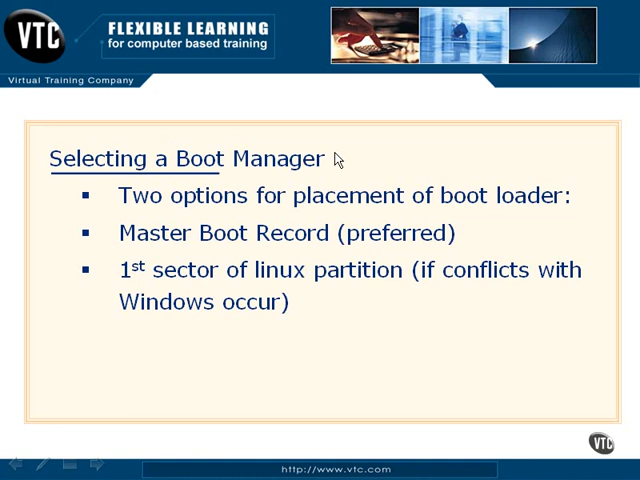 VTC
FLEXIBLE LEARNING
for computer based training
Virtual Training Company
Selecting a Boot Manager
▪ Two options for placement of boot loader:
▪ Master Boot Record (preferred)
▪ 1st sector of linux partition (if conflicts with
Windows occur)
VTC
http://www.vtc.com